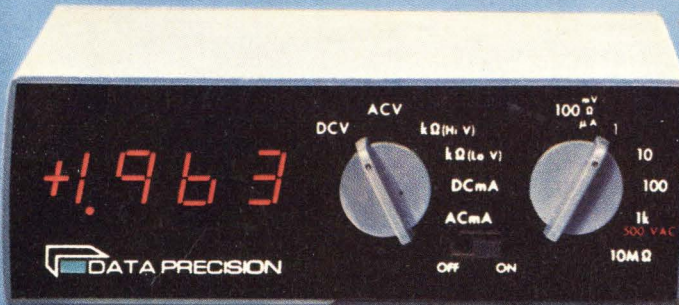 +1.963
DATA PRECISION
DCV
ACV
kΩ(Hi V)
kΩ(Lo V)
DCmA
ACmA
OFF ON
mV
100 Ω
μA
1
10
100
1k
500 VAC
10MΩ